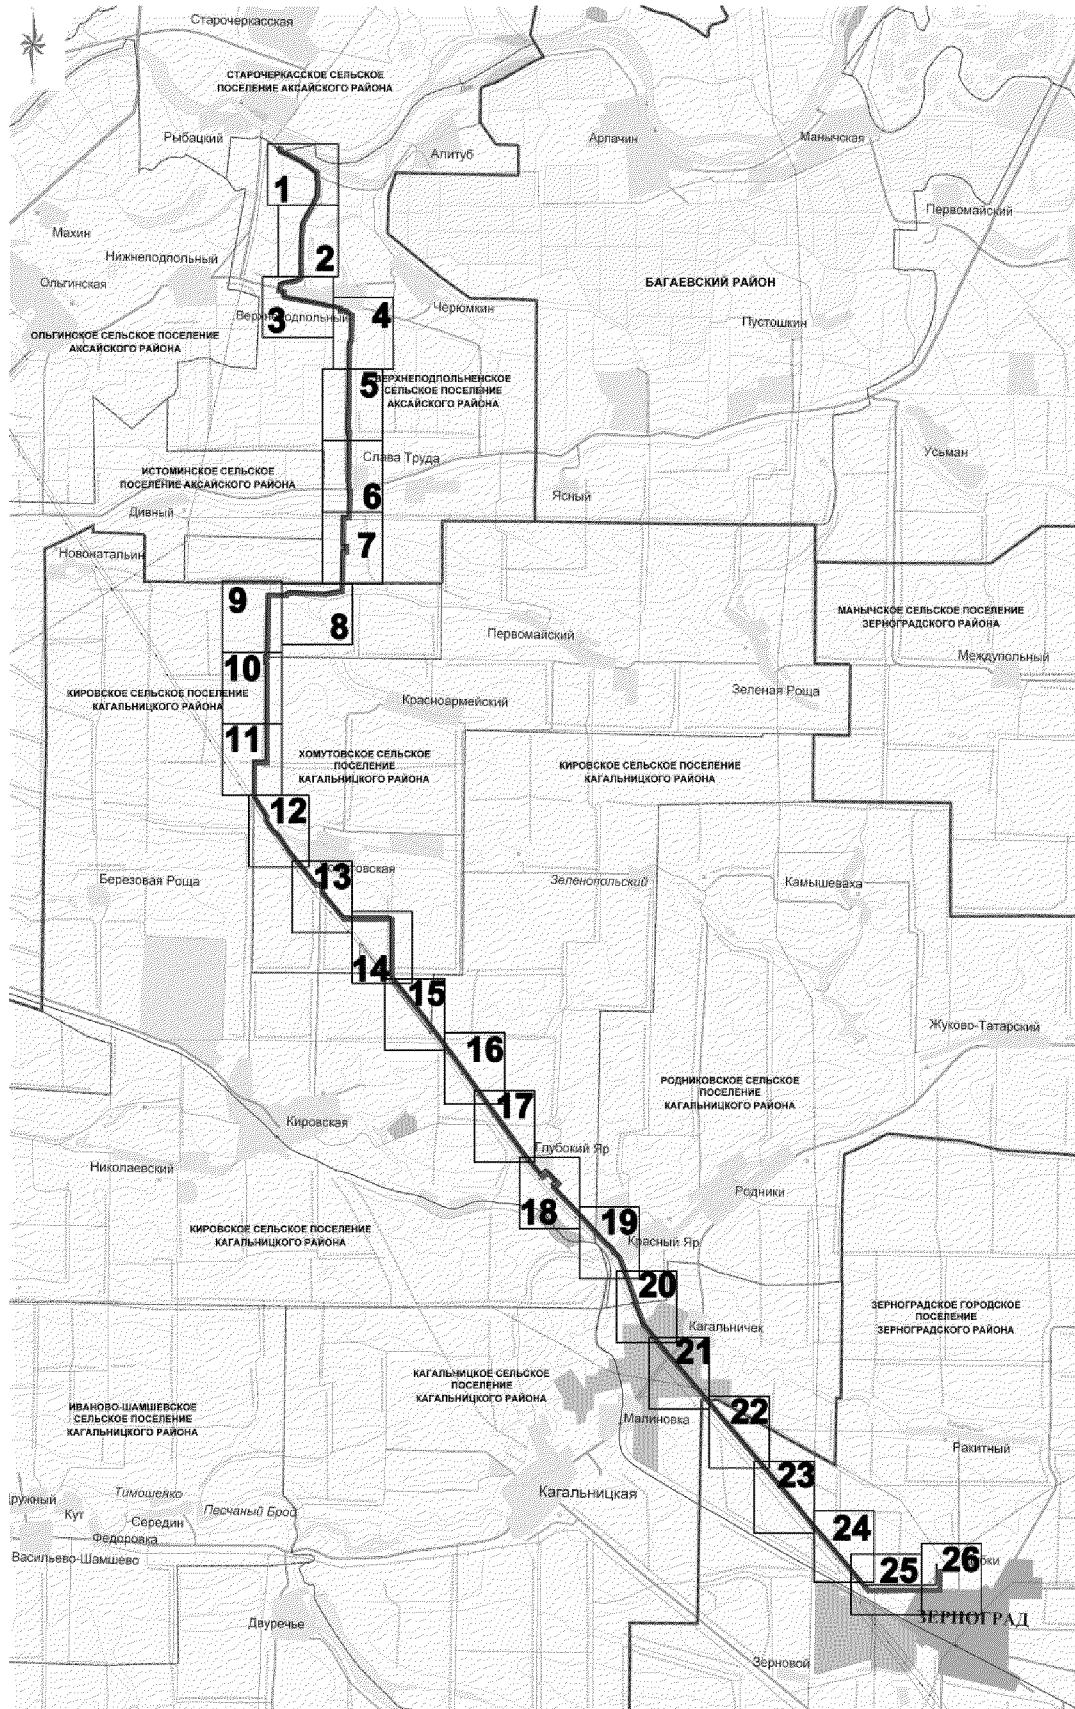 Старочеркасская
СТАРОЧЕРКАССКОЕ СЕЛЬСКОЕ
ПОСЕЛЕНИЕ АКСАЙСКОГО РАЙОНА
Рыбацкий
Алитуб
Арпачин
Манычская
1
Первомайский
Махин
Нижнеподпольный
2
Ольгинская
БАГАЕВСКИЙ РАЙОН
3
4
Черюмкин
Пустошкин
ОЛЬГИНСКОЕ СЕЛЬСКОЕ ПОСЕЛЕНИЕ
АКСАЙСКОГО РАЙОНА
5
ВЕРХНЕПОДПОЛЬНЕНСКОЕ
СЕЛЬСКОЕ ПОСЕЛЕНИЕ
АКСАЙСКОГО РАЙОНА
Слава Труда
Усьман
ИСТОМИНСКОЕ СЕЛЬСКОЕ
ПОСЕЛЕНИЕ АКСАЙСКОГО РАЙОНА
6
Ясный
Дивный
7
Новонатальин
9
8
МАНЫЧСКОЕ СЕЛЬСКОЕ ПОСЕЛЕНИЕ
ЗЕРНОГРАДСКОГО РАЙОНА
Первомайский
10
Междупольный
КИРОВСКОЕ СЕЛЬСКОЕ ПОСЕЛЕНИЕ
КАГАЛЬНИЦКОГО РАЙОНА
Красноармейский
Зеленая Роща
11
ХОМУТОВСКОЕ СЕЛЬСКОЕ
ПОСЕЛЕНИЕ
КАГАЛЬНИЦКОГО РАЙОНА
КИРОВСКОЕ СЕЛЬСКОЕ ПОСЕЛЕНИЕ
КАГАЛЬНИЦКОГО РАЙОНА
12
13
Березовая Роща
Зеленопольский
Камышеваха
14
15
16
Жуково-Татарский
РОДНИКОВСКОЕ СЕЛЬСКОЕ
ПОСЕЛЕНИЕ
КАГАЛЬНИЦКОГО РАЙОНА
17
Кировская
Глубокий Яр
Николаевский
Родники
18
19
КИРОВСКОЕ СЕЛЬСКОЕ ПОСЕЛЕНИЕ
КАГАЛЬНИЦКОГО РАЙОНА
Красный Яр
20
ЗЕРНОГРАДСКОЕ ГОРОДСКОЕ
ПОСЕЛЕНИЕ
ЗЕРНОГРАДСКОГО РАЙОНА
Кагальничек
21
КАГАЛЬНИЦКОЕ СЕЛЬСКОЕ
ПОСЕЛЕНИЕ
КАГАЛЬНИЦКОГО РАЙОНА
ИВАНОВО-ШАМШЕВСКОЕ
СЕЛЬСКОЕ ПОСЕЛЕНИЕ
КАГАЛЬНИЦКОГО РАЙОНА
22
Малиновка
Ракитный
23
Тимошенко
Кагальницкая
Кут
Середин
Песчаный Брод
24
Федоровка
Васильево-Шамшево
25
26
ЗЕРНОГРАД
Двуречье
Зерновой